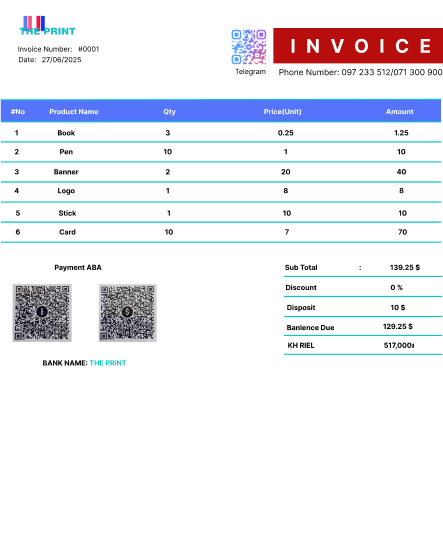 THE PRINT
INVOICE
Invoice Number: #0001
Date: 27/06/2025
Telegram
Phone Number: 097 233 512/071 300 900
#No Product Name Qty Price(Unit) Amount
1 Book 3 0.25 1.25
2 Pen 10 1 10
3 Banner 2 20 40
4 Logo 1 8 8
5 Stick 1 10 10
6 Card 10 7 70
Payment ABA
Sub Total : 139.25 $
Discount 0 %
Disposit 10 $
Banlence Due 129.25 $
KH RIEL 517,000៛
BANK NAME: THE PRINT